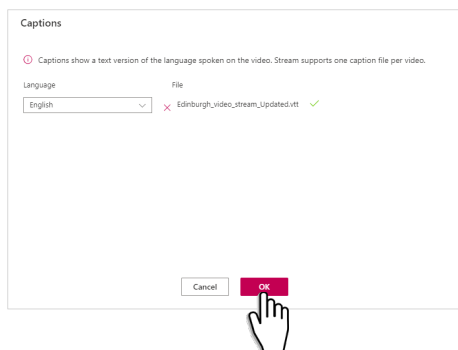 Captions
Captions show a text version of the language spoken on the video. Stream supports one caption file per video.
Language File
English Edinburgh_video_stream_Updated.vtt
Cancel OK